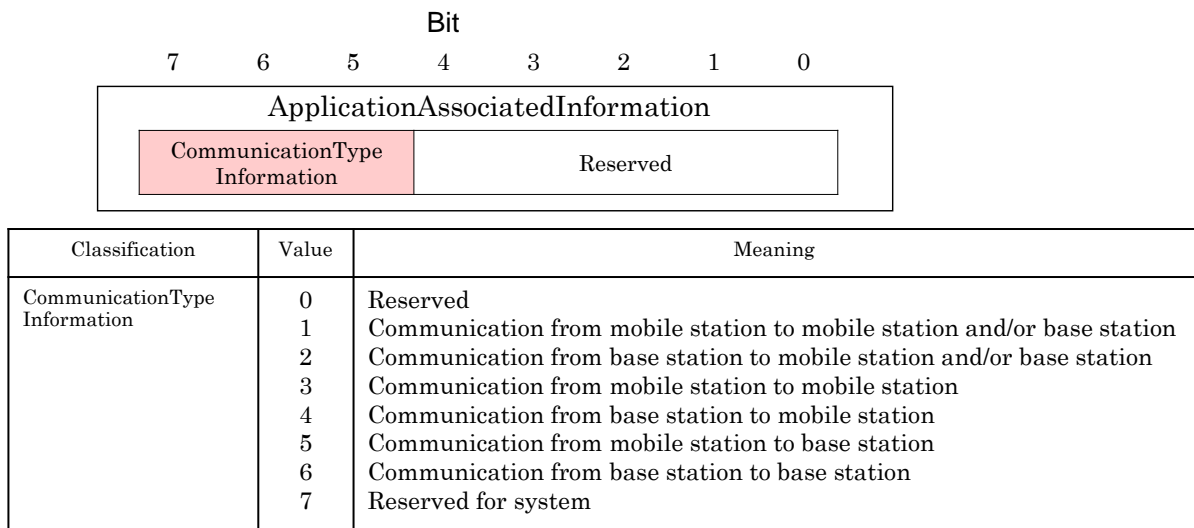 Bit
7 6 5 4 3 2 1 0
ApplicationAssociatedInformation
CommunicationType
Information
Reserved
Classification Value Meaning
CommunicationType 0 Reserved
Information 1 Communication from mobile station to mobile station and/or base station
2 Communication from base station to mobile station and/or base station
3 Communication from mobile station to mobile station
4 Communication from base station to mobile station
5 Communication from mobile station to base station
6 Communication from base station to base station
7 Reserved for system